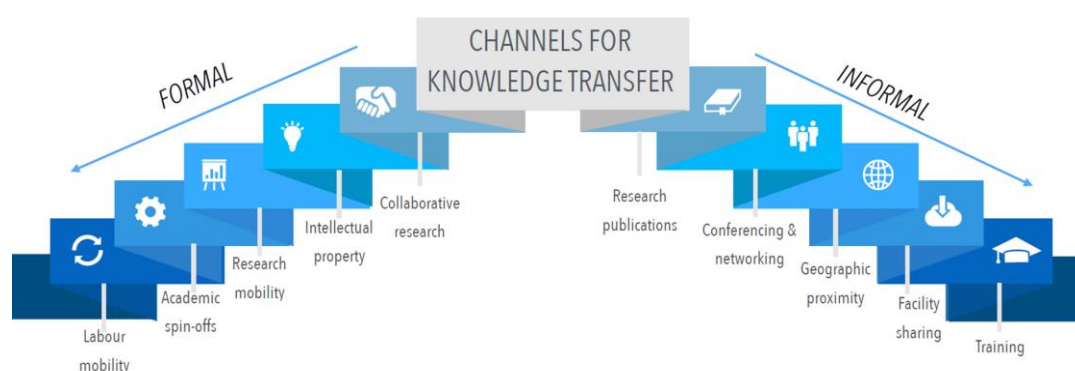 CHANNELS FOR
KNOWLEDGE TRANSFER
FORMAL
INFORMAL
Collaborative
research
Intellectual
property
Research
mobility
Academic
spin-offs
Labour
mobility
Research
publications
Conferencing &
networking
Geographic
proximity
Facility
sharing
Training